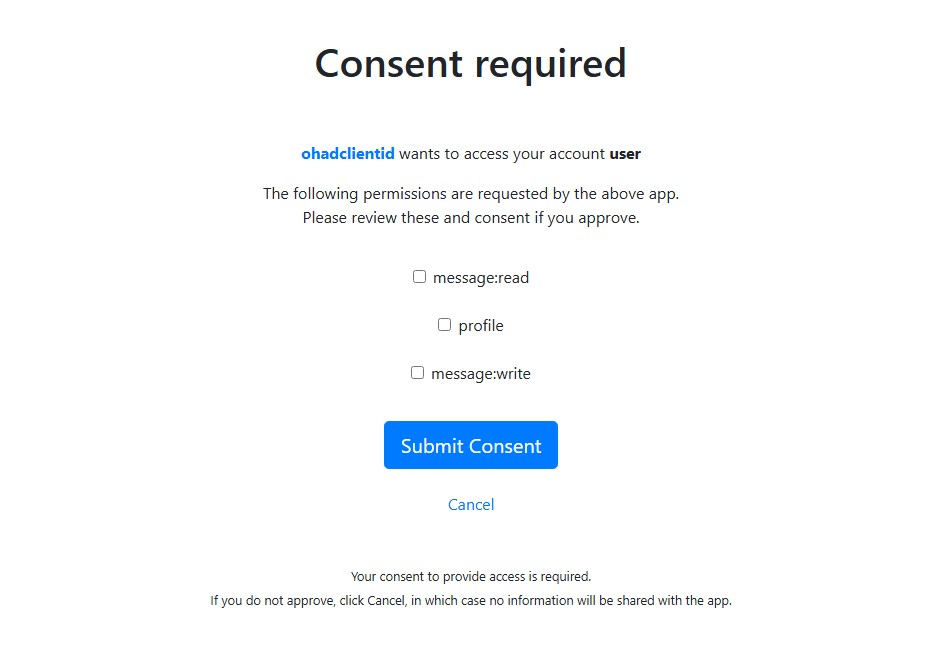 Consent required
ohadclientid wants to access your account user
The following permissions are requested by the above app.
Please review these and consent if you approve.
message:read
profile
message:write
Submit Consent
Cancel
Your consent to provide access is required.
If you do not approve, click Cancel, in which case no information will be shared with the app.